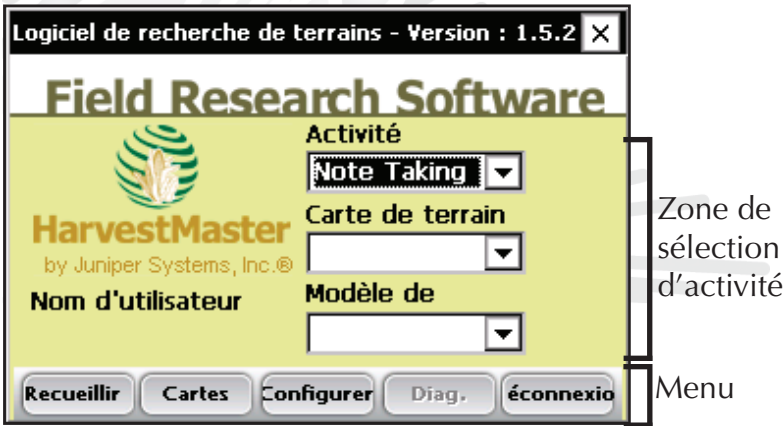 Logiciel de recherche de terrains - Version : 1.5.2
Field Research Software
Activité
Note Taking
Carte de terrain
HarvestMaster
by Juniper Systems, Inc.®
Nom d'utilisateur
Modèle de
Recueillir Cartes Configurer Diag. éconnexio
Zone de
sélection
d'activité
Menu